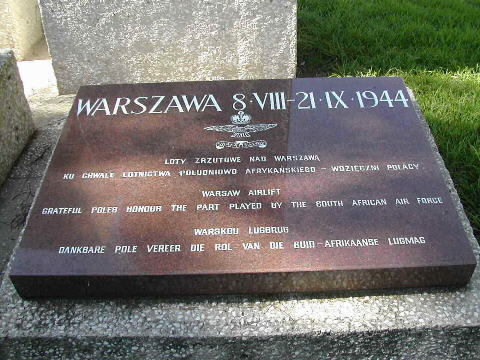 WARSZAWA 8·VIII-21·IX·1944
LOTY ZRZUTOWE NAD WARSZAWĄ
KU CHWALE LOTNICTWA POŁUDNIOWO AFRYKAŃSKIEGO - WDZIĘCZNI POLACY
WARSAW AIRLIFT
GRATEFUL POLES HONOUR THE PART PLAYED BY THE SOUTH AFRICAN AIR FORCE
WARSKOU LUGBRUG
DANKBARE POLE VEREER DIE ROL-VAN DIE SUID-AFRIKAANSE LUGMAG